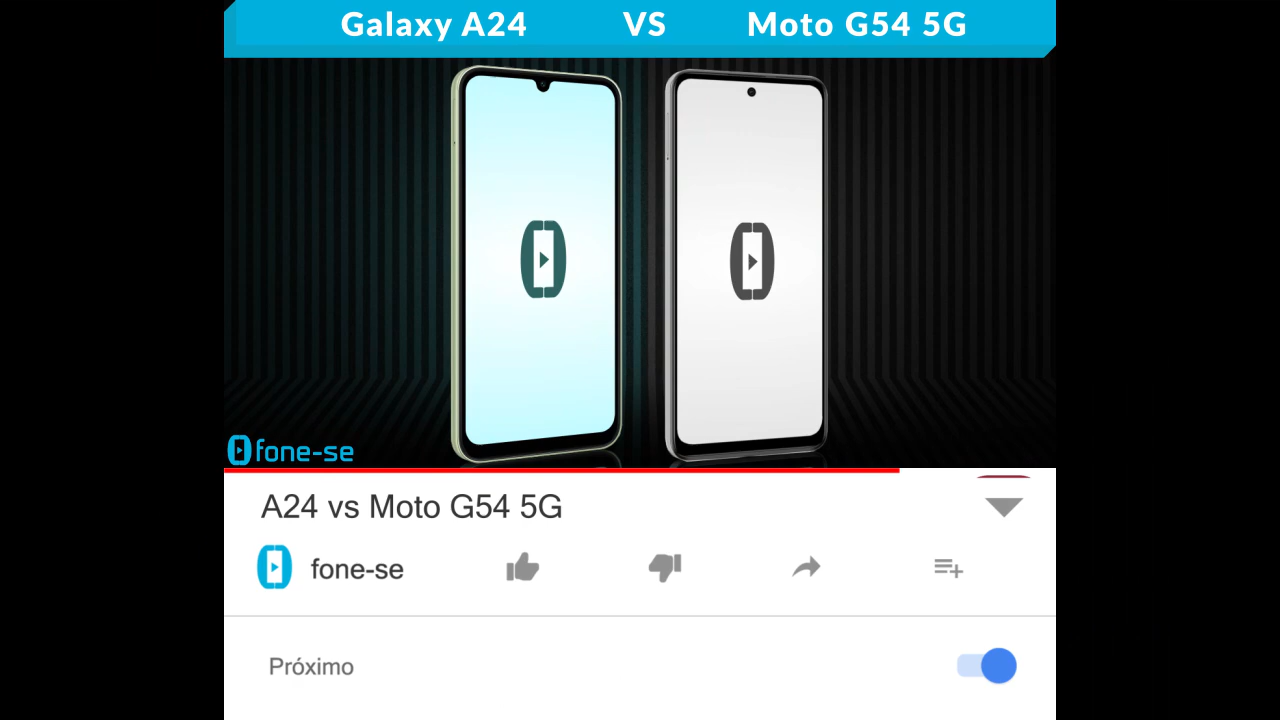 Galaxy A24 VS Moto G54 5G
fone-se
A24 vs Moto G54 5G
fone-se
Próximo